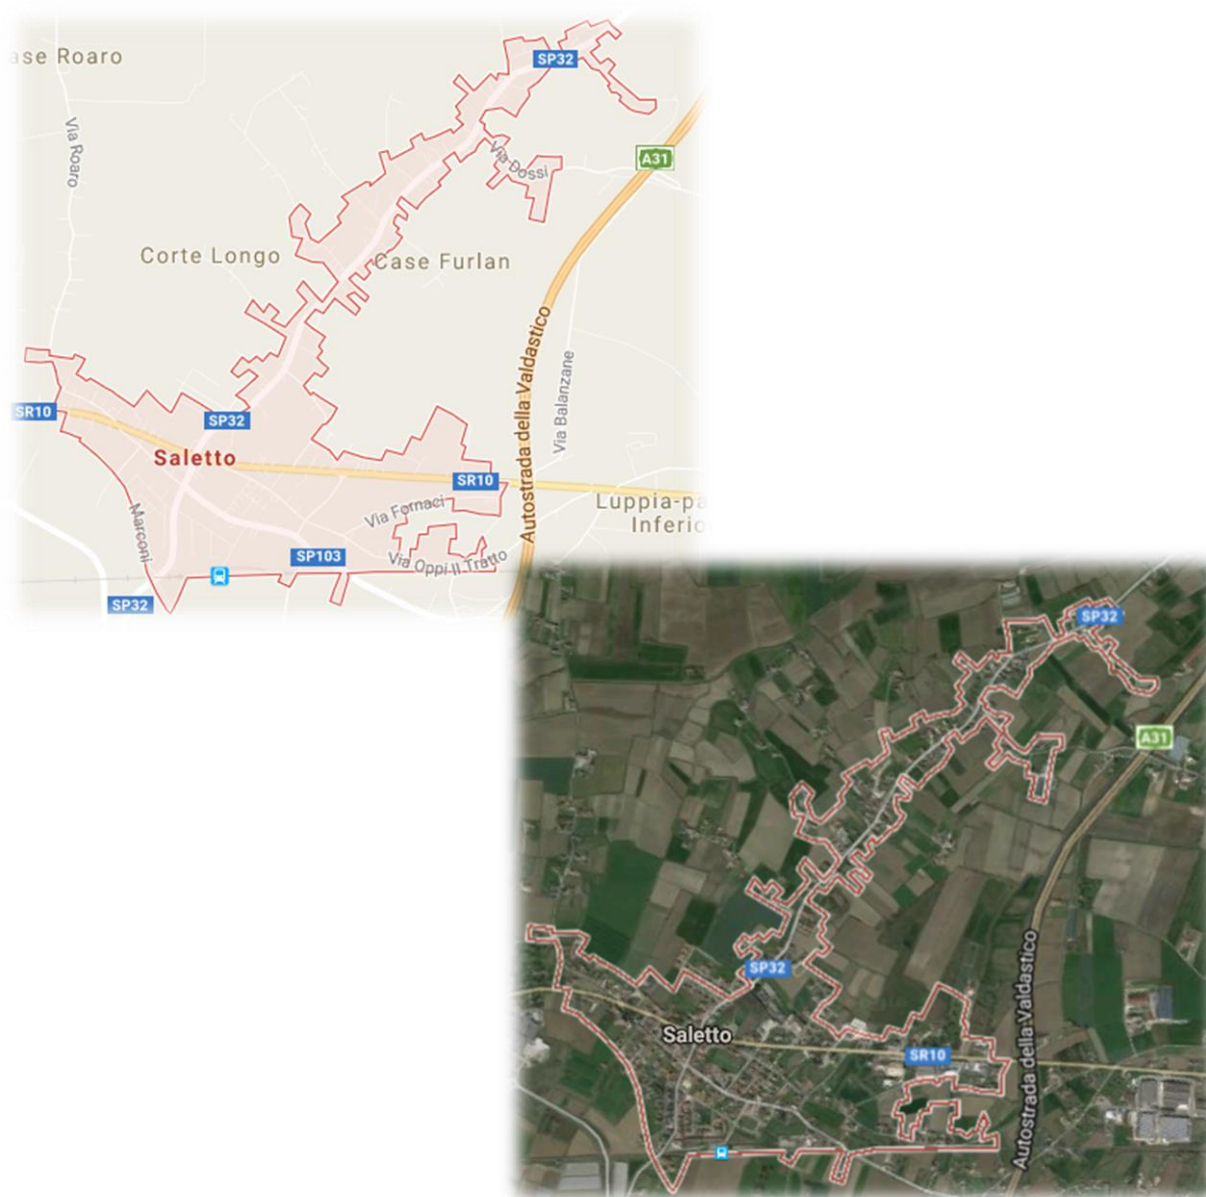 ase Roaro
SP32
Via Roaro
A31
Via Dossi
Corte Longo
Case Furlan
Autostrada della Valdastico
Via Balanzane
SR10
SP32
Saletto
SR10
Luppia-pa
Inferio
Via Fornaci
Marconi
SP103
Via Oppi II Tratto
SP32
SP32
A31
SP32
Saletto
SR10
Autostrada della Valdastico